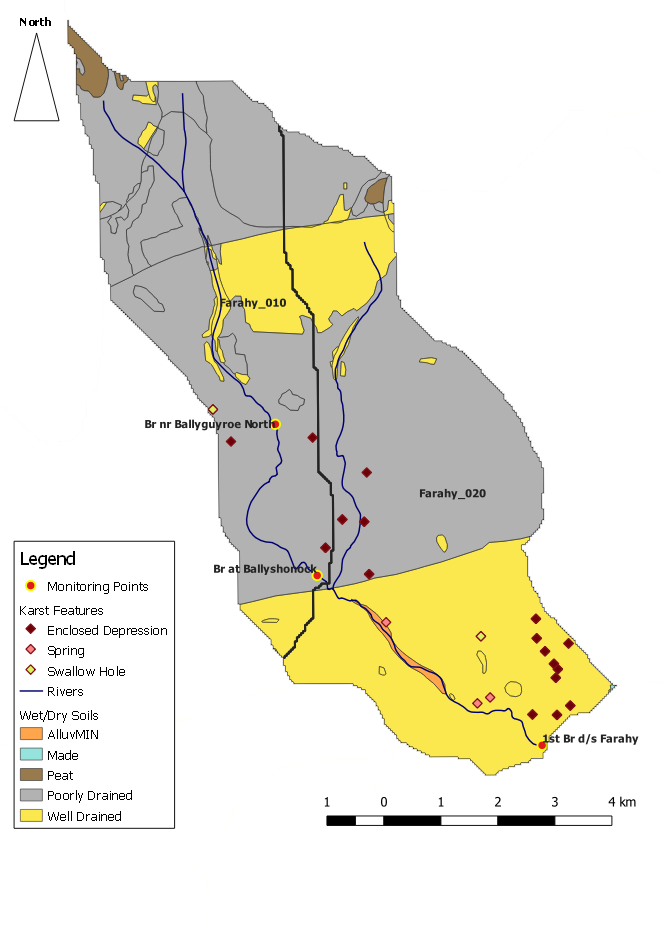 North
Farahy_010
Br nr Ballyguyroe North
Farahy_020
Br at Ballyshonock
1st Br d/s Farahy
Legend
Monitoring Points
Karst Features
Enclosed Depression
Spring
Swallow Hole
Rivers
Wet/Dry Soils
AlluvMIN
Made
Peat
Poorly Drained
Well Drained
1 0 1 2 3 4 km